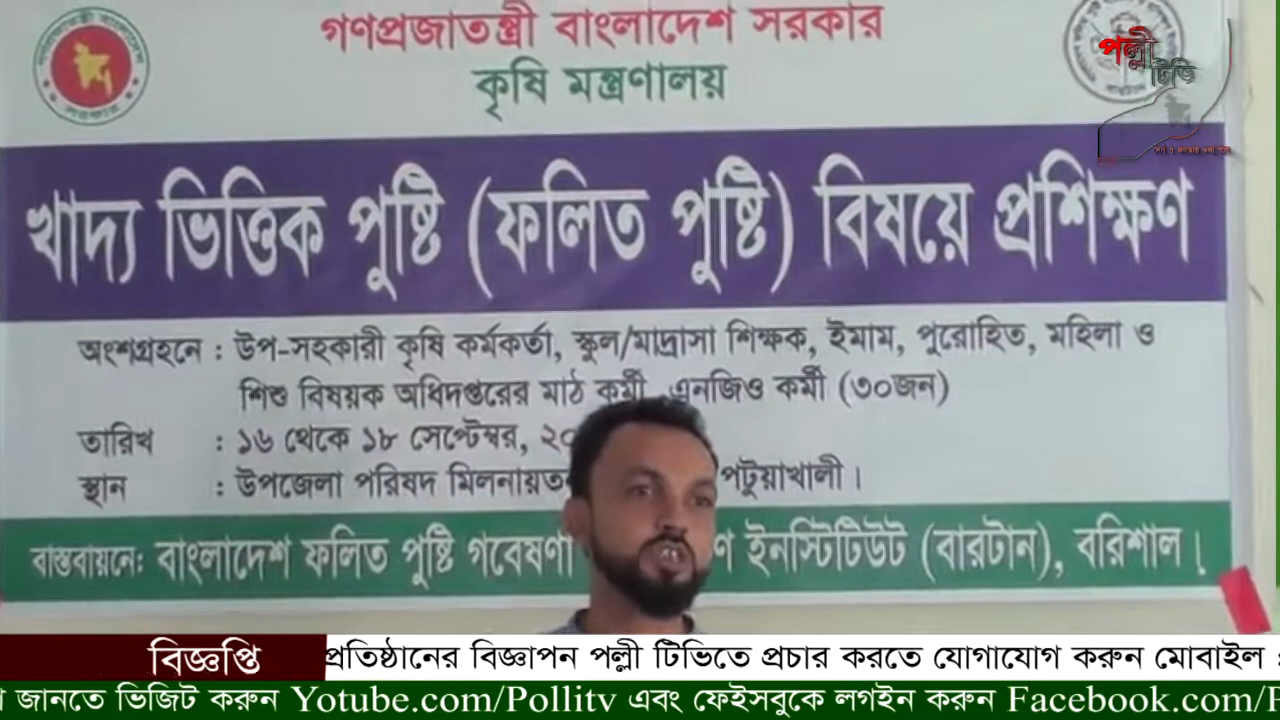 গণপ্রজাতন্ত্রী বাংলাদেশ সরকার
কৃষি মন্ত্রণালয়
পল্লী
টিভি
খাদ্য ভিত্তিক পুষ্টি (ফলিত পুষ্টি) বিষয়ে প্রশিক্ষণ
অংশগ্রহনে : উপ-সহকারী কৃষি কর্মকর্তা, স্কুল/মাদ্রাসা শিক্ষক, ইমাম, পুরোহিত, মহিলা ও
শিশু বিষয়ক অধিদপ্তরের মাঠ কর্মী, এনজিও কর্মী (৩০জন)
তারিখ : ১৬ থেকে ১৮ সেপ্টেম্বর, ২০
স্থান : উপজেলা পরিষদ মিলনায়ত পটুয়াখালী।
বাস্তবায়নে: বাংলাদেশ ফলিত পুষ্টি গবেষণা ণ ইনস্টিটিউট (বারটান), বরিশাল।
বিজ্ঞপ্তি প্রতিষ্ঠানের বিজ্ঞাপন পল্লী টিভিতে প্রচার করতে যোগাযোগ করুন মোবাইল :
জানতে ভিজিট করুন Yotube.com/Pollitv এবং ফেইসবুকে লগইন করুন Facebook.com/P